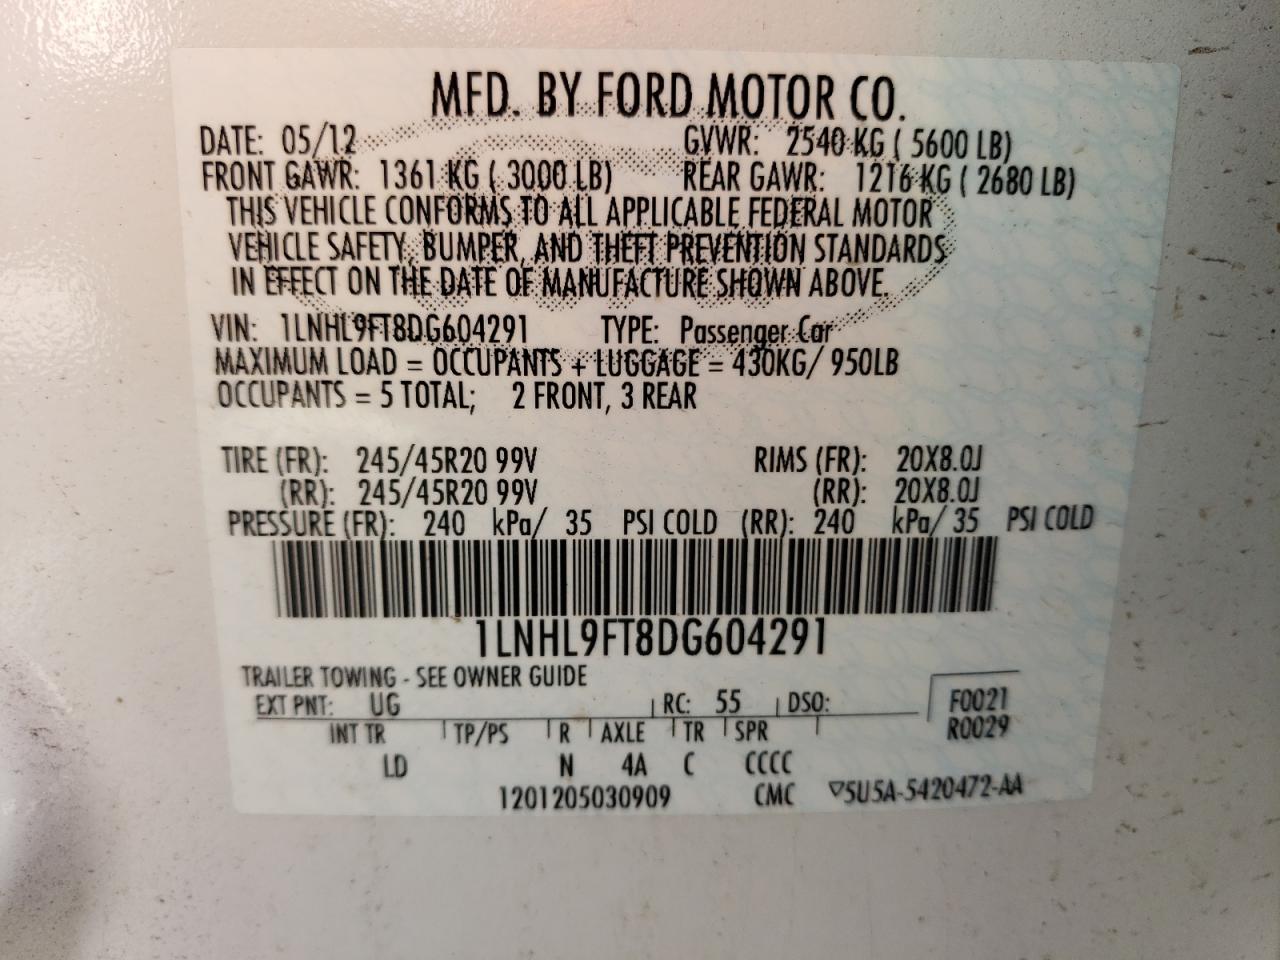 MFD. BY FORD MOTOR CO.
DATE: 05/12 GVWR: 2540 KG ( 5600 LB)
FRONT GAWR: 1361 KG ( 3000 LB) REAR GAWR: 1216 KG ( 2680 LB)
THIS VEHICLE CONFORMS TO ALL APPLICABLE FEDERAL MOTOR
VEHICLE SAFETY, BUMPER, AND THEFT PREVENTION STANDARDS
IN EFFECT ON THE DATE OF MANUFACTURE SHOWN ABOVE.
VIN: 1LNHL9FT8DG604291 TYPE: Passenger Car
MAXIMUM LOAD = OCCUPANTS + LUGGAGE = 430KG/ 950LB
OCCUPANTS = 5 TOTAL; 2 FRONT, 3 REAR
TIRE (FR): 245/45R20 99V RIMS (FR): 20X8.0J
(RR): 245/45R20 99V (RR): 20X8.0J
PRESSURE (FR): 240 kPa/ 35 PSI COLD (RR): 240 kPa/ 35 PSI COLD
1LNHL9FT8DG604291
TRAILER TOWING - SEE OWNER GUIDE
EXT PNT: UG RC: 55 DSO: F0021
INT TR TP/PS R AXLE TR SPR R0029
LD N 4A C CCCC
1201205030909 CMC ▽5U5A-5420472-AA